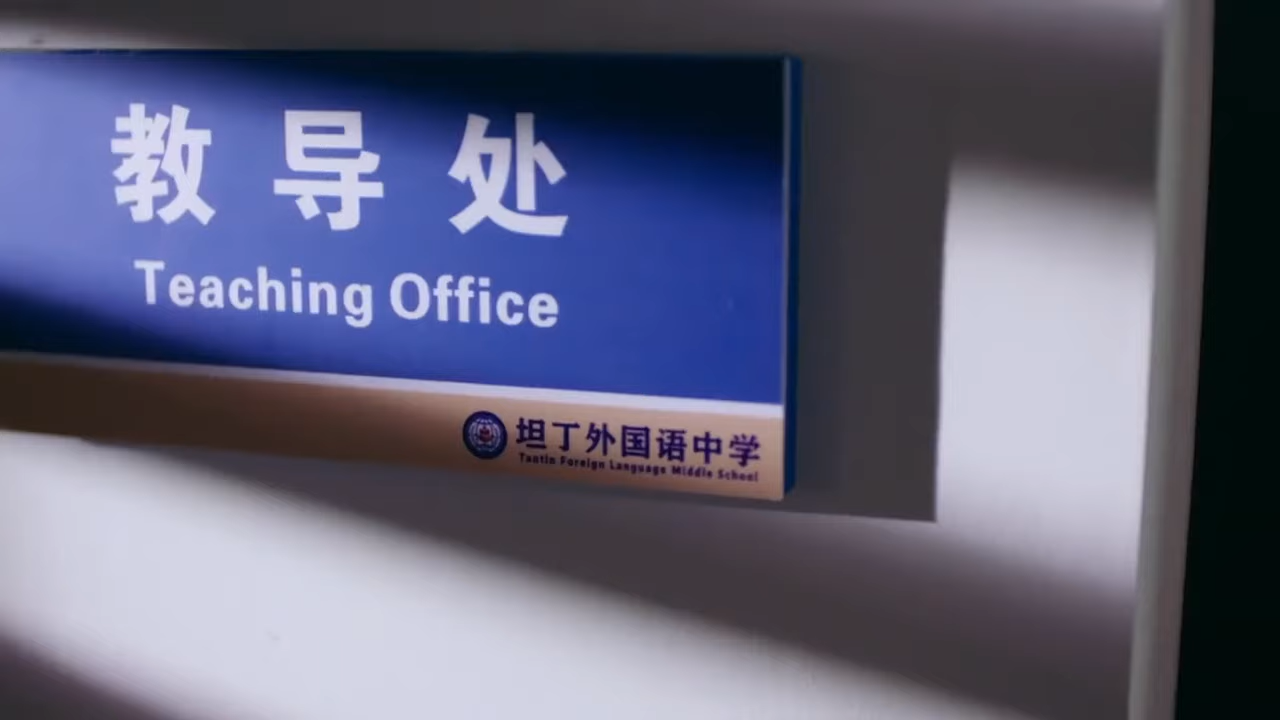 教导处
Teaching Office
坦丁外国语中学
Tantin Foreign Language Middle School